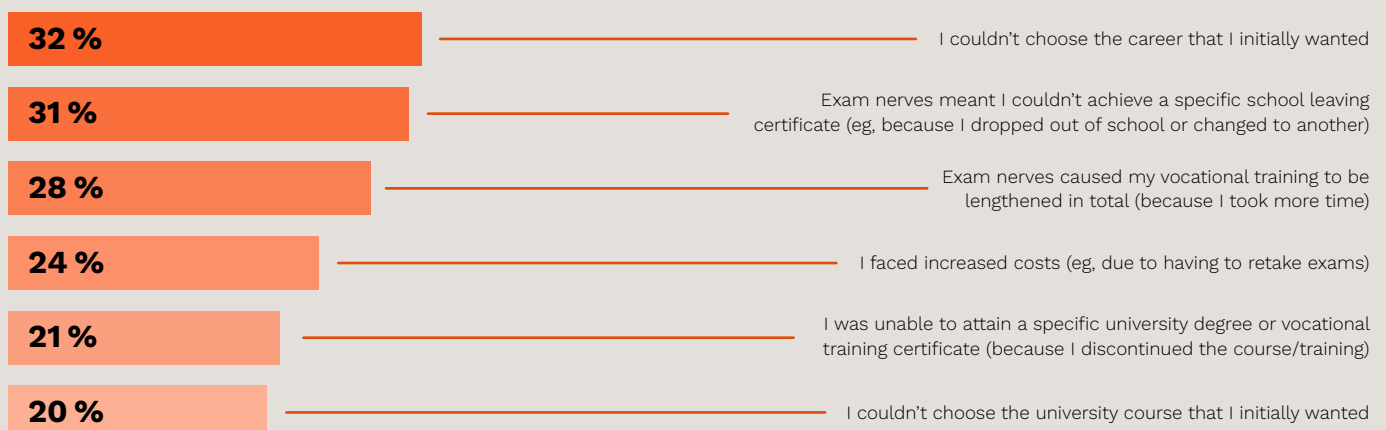 32 %
I couldn’t choose the career that I initially wanted
31 %
Exam nerves meant I couldn’t achieve a specific school leaving
certificate (eg, because I dropped out of school or changed to another)
28 %
Exam nerves caused my vocational training to be
lengthened in total (because I took more time)
24 %
I faced increased costs (eg, due to having to retake exams)
21 %
I was unable to attain a specific university degree or vocational
training certificate (because I discontinued the course/training)
20 %
I couldn’t choose the university course that I initially wanted